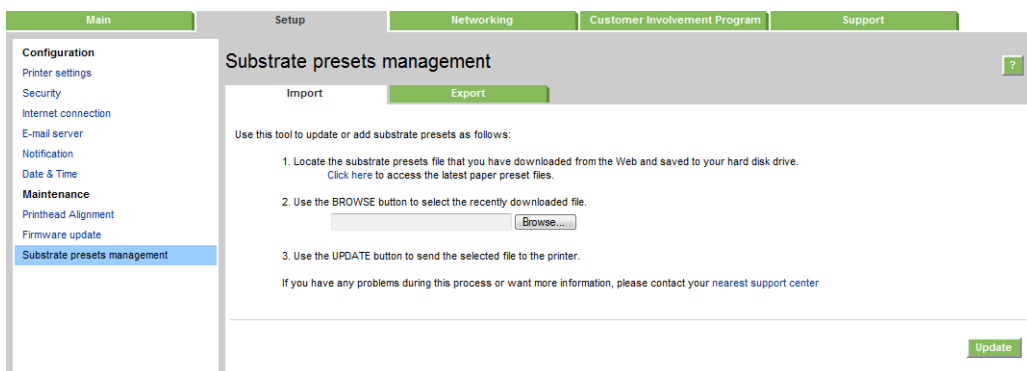 Main
Setup
Networking
Customer Involvement Program
Support
Configuration
Printer settings
Security
Internet connection
E-mail server
Notification
Date & Time
Maintenance
Printhead Alignment
Firmware update
Substrate presets management
Substrate presets management
?
Import
Export
Use this tool to update or add substrate presets as follows:
1. Locate the substrate presets file that you have downloaded from the Web and saved to your hard disk drive.
Click here to access the latest paper preset files.
2. Use the BROWSE button to select the recently downloaded file.
Browse...
3. Use the UPDATE button to send the selected file to the printer.
If you have any problems during this process or want more information, please contact your nearest support center
Update